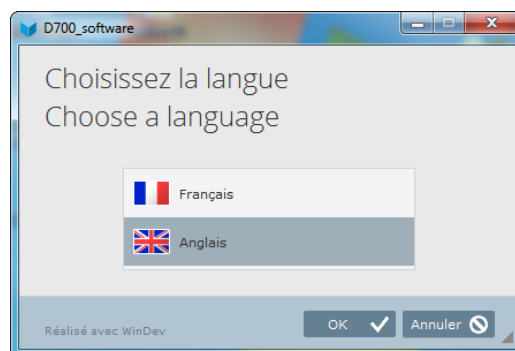 D700_software
Choisissez la langue
Choose a language
Français
Anglais
Réalisé avec WinDev
OK
Annuler